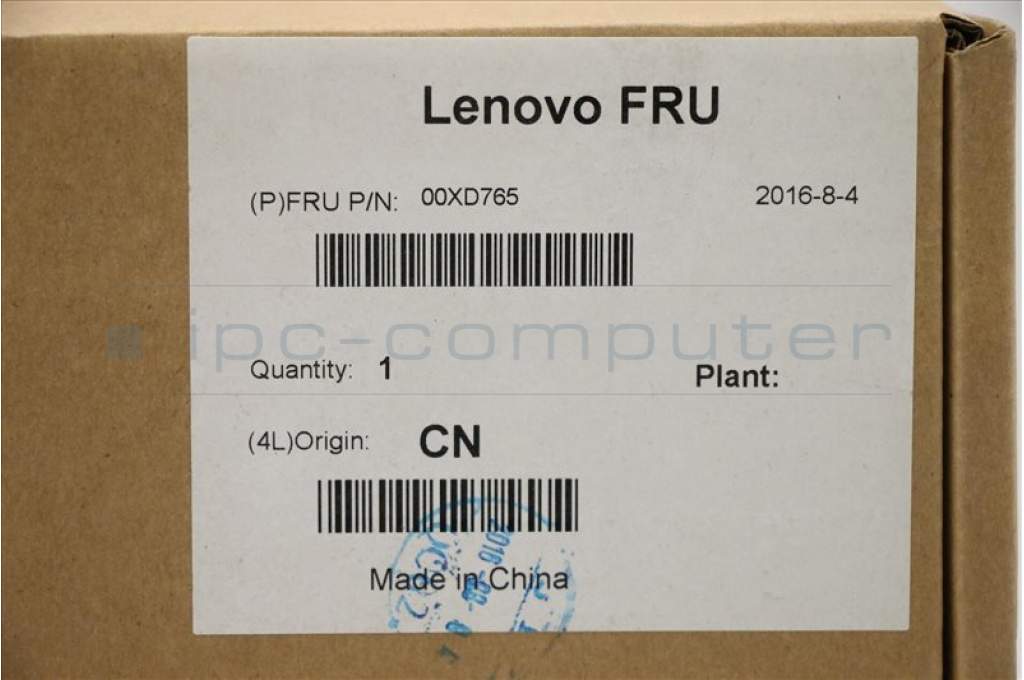 Lenovo FRU
(P)FRU P/N: 00XD765 2016-8-4
ipc-computer
Quantity: 1 Plant:
(4L)Origin: CN
Made in China